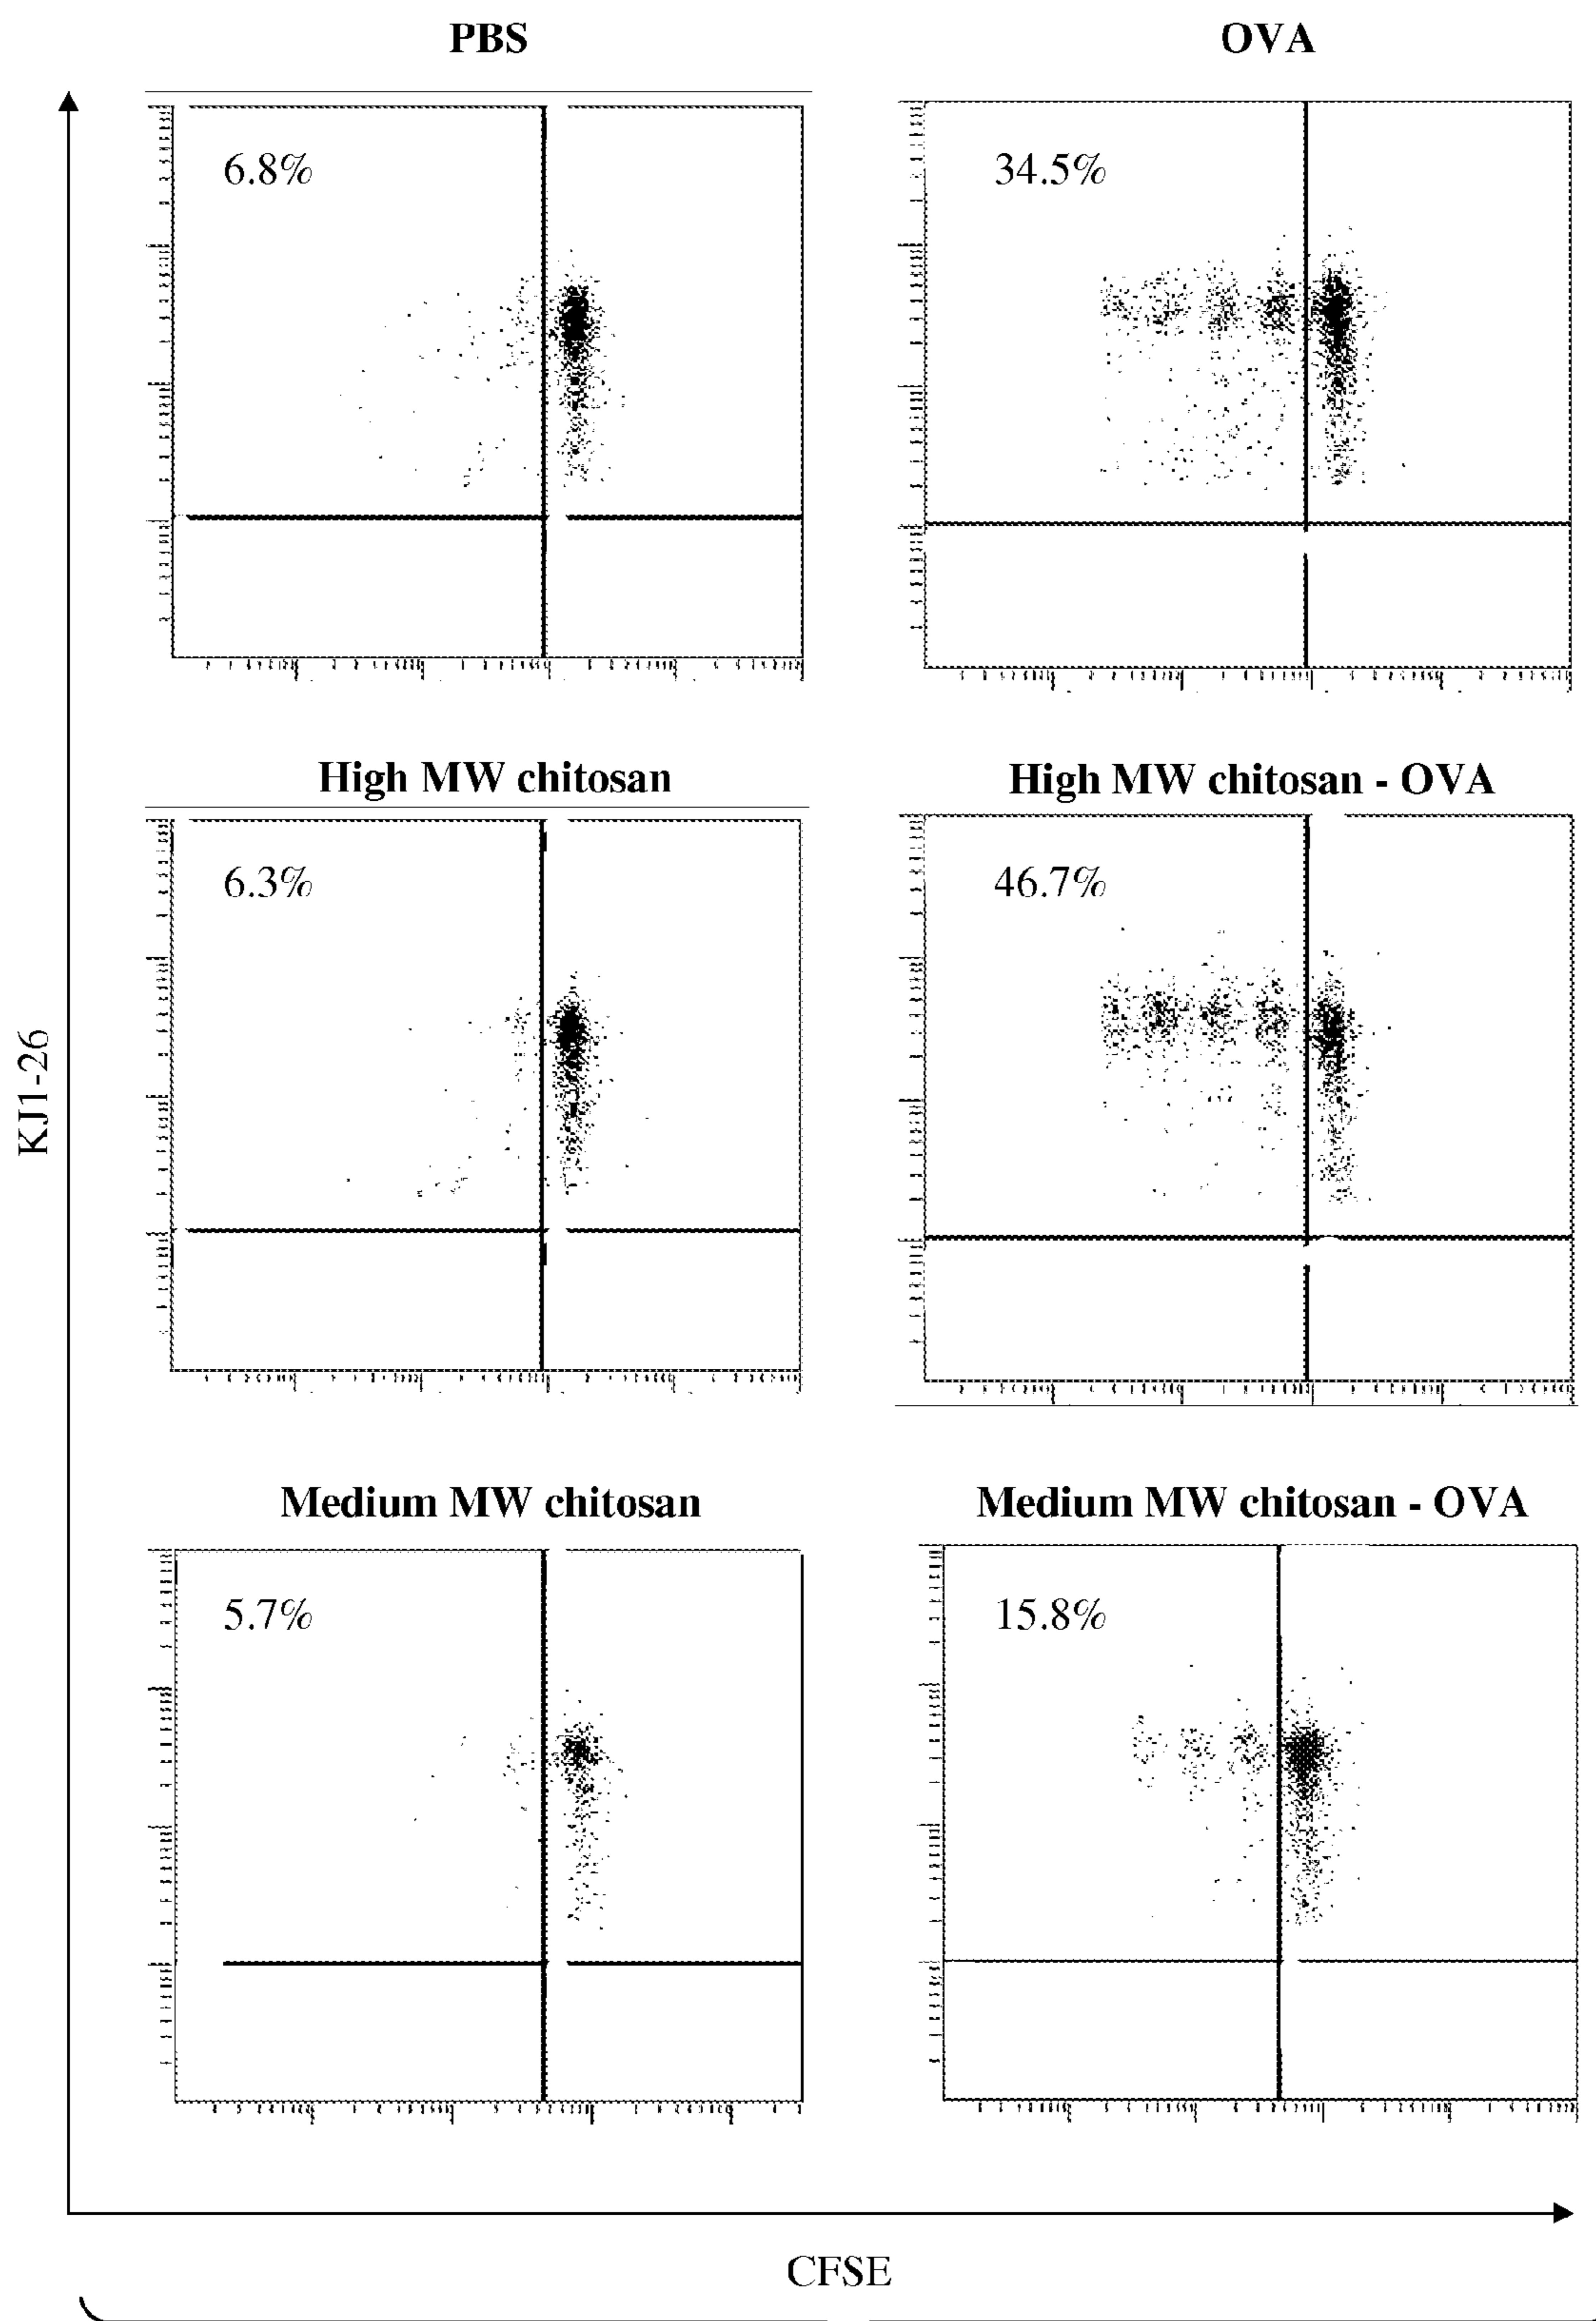 PBS
OVA
6.8%
34.5%
High MW chitosan
High MW chitosan - OVA
6.3%
46.7%
KJ1-26
Medium MW chitosan
Medium MW chitosan - OVA
5.7%
15.8%
CFSE